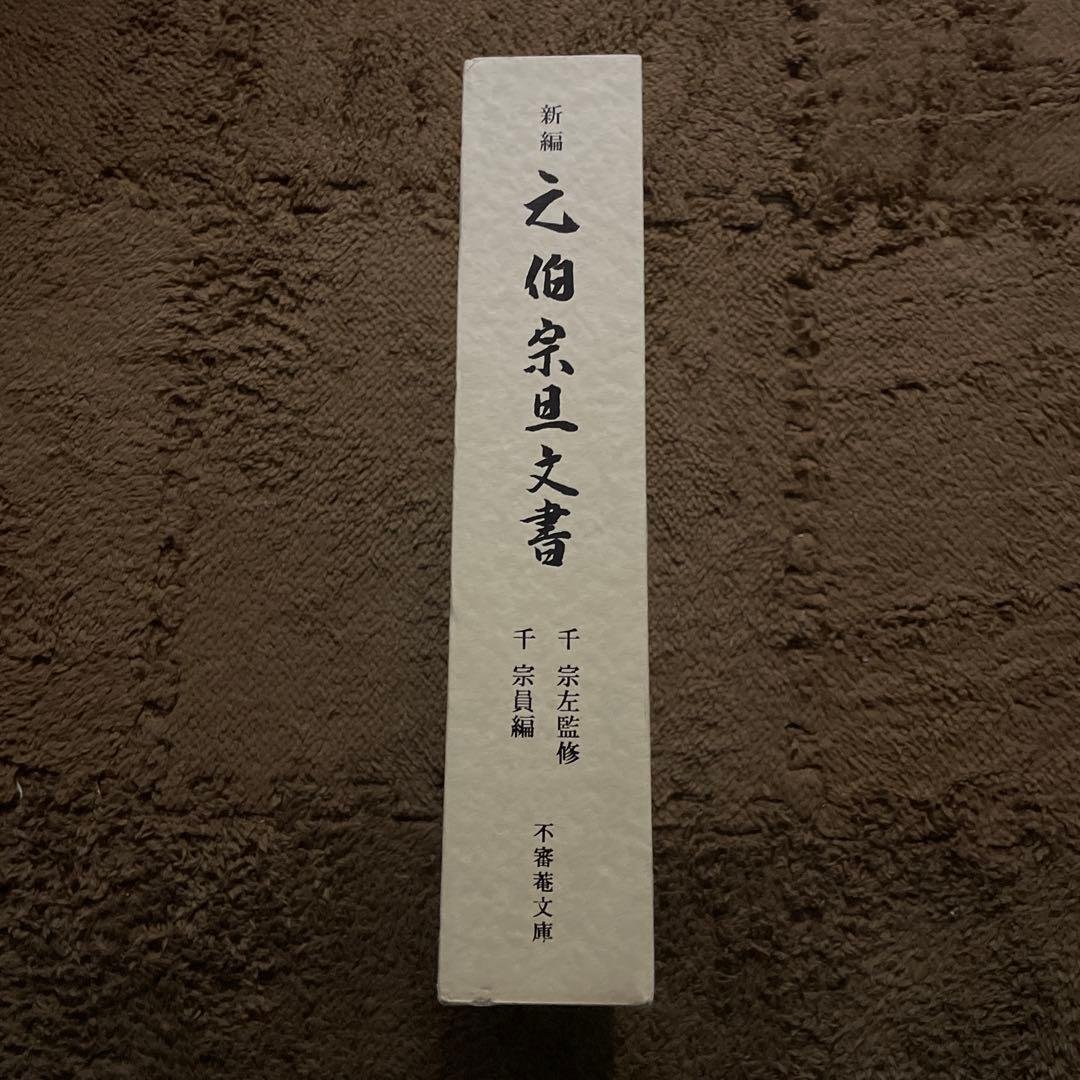 新編
元伯宗旦文書
千 宗左監修
千 宗員編
不審菴文庫